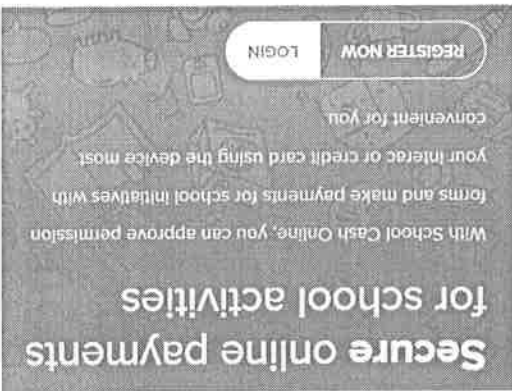 Secure online payments
for school activities
With School Cash Online, you can approve permission
forms and make payments for school initiatives with
your Interac or credit card using the device most
convenient for you
REGISTER NOW LOGIN